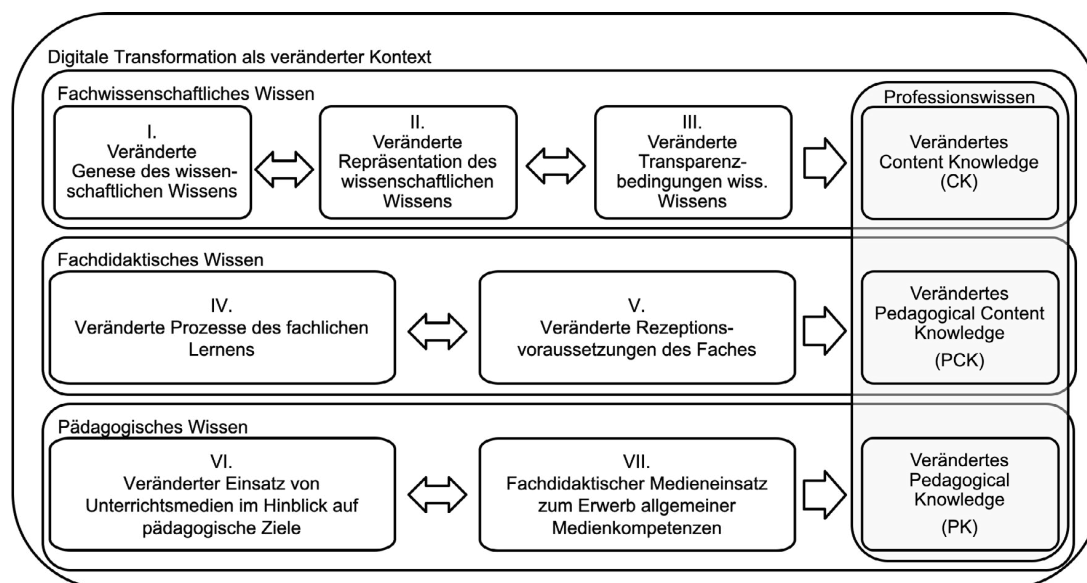 Digitale Transformation als veränderter Kontext
Fachwissenschaftliches Wissen
I.
Veränderte
Genese des wissen-
schaftlichen Wissens
II.
Veränderte
Repräsentation des
wissenschaftlichen
Wissens
III.
Veränderte
Transparenz-
bedingungen wiss.
Wissens
Professionswissen
Verändertes
Content Knowledge
(CK)
Fachdidaktisches Wissen
IV.
Veränderte Prozesse des fachlichen
Lernens
V.
Veränderte Rezeptions-
voraussetzungen des Faches
Verändertes
Pedagogical Content
Knowledge
(PCK)
Pädagogisches Wissen
VI.
Veränderter Einsatz von
Unterrichtsmedien im Hinblick auf
pädagogische Ziele
VII.
Fachdidaktischer Medieneinsatz
zum Erwerb allgemeiner
Medienkompetenzen
Verändertes
Pedagogical
Knowledge
(PK)